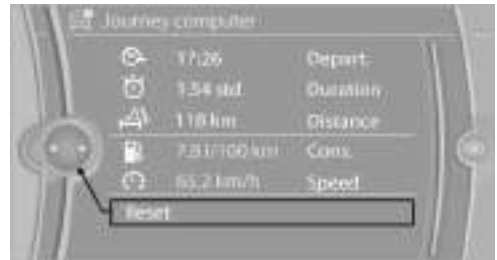 Journey computer
17:26 Depart.
1:54 std Duration
118 km Distance
7.9 l/100 km Cons.
65.2 km/h Speed
Reset